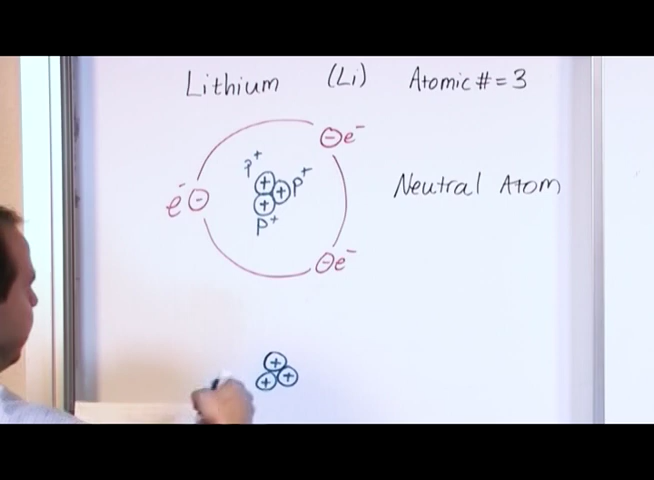 Lithium (Li) Atomic # = 3
⊖e⁻
p⁺
⊕ ⊕ p⁺
e⁻⊖ ⊕
p⁺
Neutral Atom
⊖e⁻
⊕
⊕ ⊕